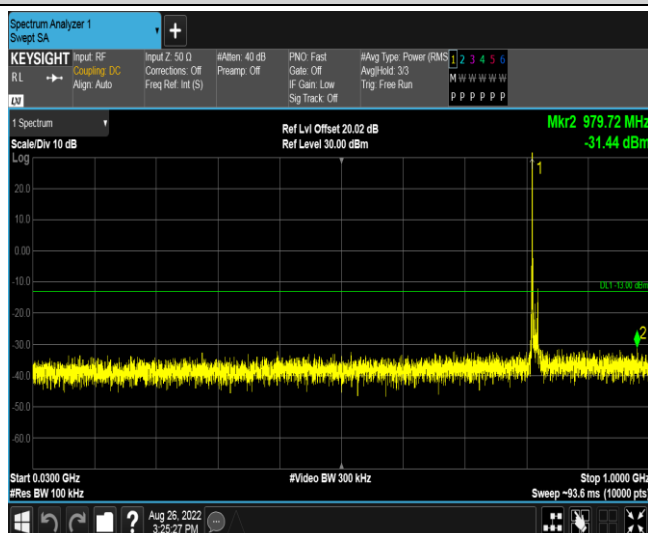 Spectrum Analyzer 1
Swept SA
+
KEYSIGHT
RL
LXI
Input: RF
Coupling: DC
Align: Auto
Input Z: 50 Ω
Corrections: Off
Freq Ref: Int (S)
#Atten: 40 dB
Preamp: Off
PNO: Fast
Gate: Off
IF Gain: Low
Sig Track: Off
#Avg Type: Power (RMS
Avg|Hold: 3/3
Trig: Free Run
1 2 3 4 5 6
M W W W W W
P P P P P P
1 Spectrum
Scale/Div 10 dB
Ref Lvl Offset 20.02 dB
Ref Level 30.00 dBm
Mkr2 979.72 MHz
-31.44 dBm
Log
1
20.0
10.0
0.00
-10.0
DL1 -13.00 dBm
-20.0
2
-30.0
-40.0
-50.0
-60.0
Start 0.0300 GHz
#Res BW 100 kHz
#Video BW 300 kHz
Stop 1.0000 GHz
Sweep ~93.6 ms (10000 pts)
?
Aug 26, 2022
3:25:27 PM